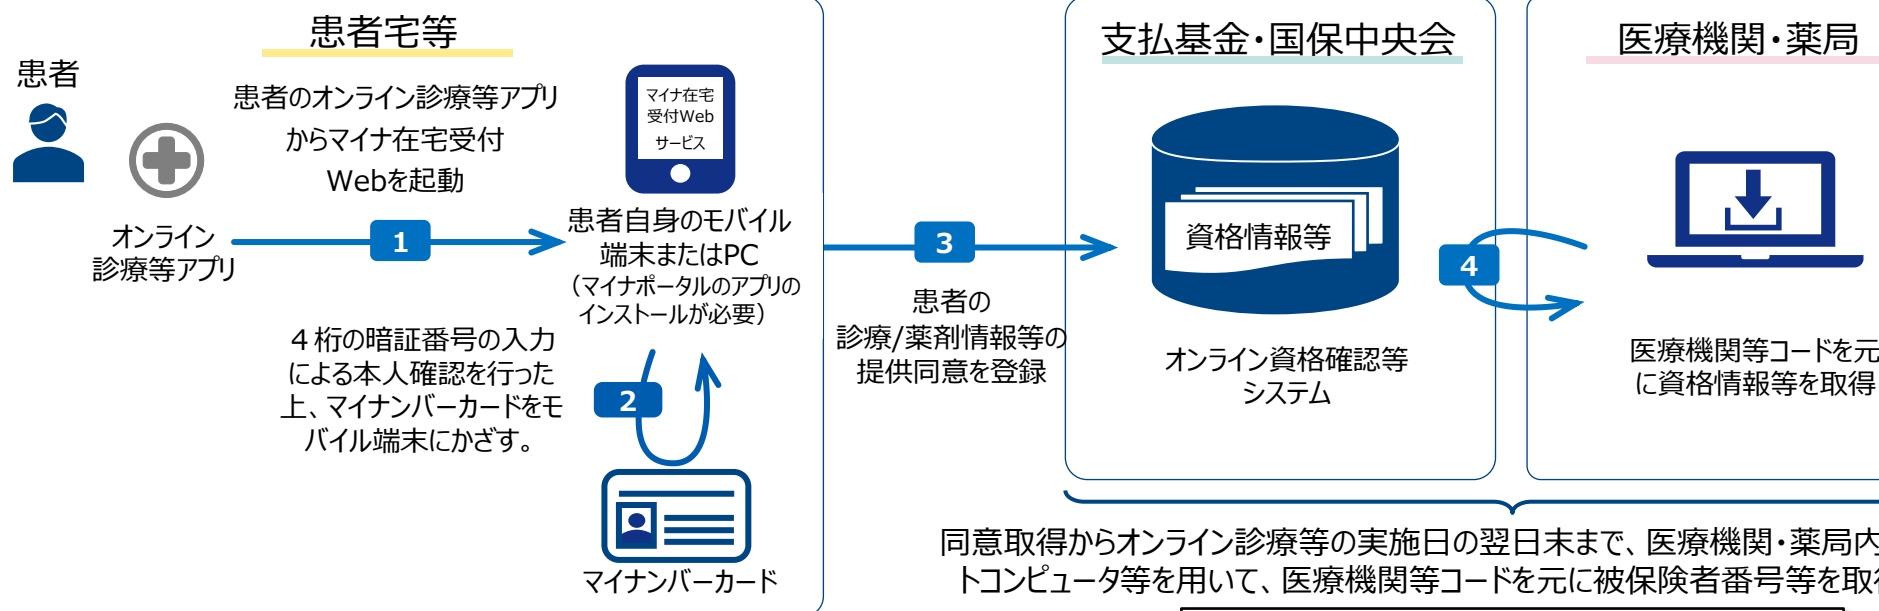 患者宅等
患者
患者のオンライン診療等アプリ
からマイナ在宅受付
Webを起動
オンライン
診療等アプリ
1
マイナ在宅
受付Web
サービス
患者自身のモバイル
端末またはPC
（マイナポータルのアプリの
インストールが必要）
４桁の暗証番号の入力
による本人確認を行った
上、マイナンバーカードをモ
バイル端末にかざす。
2
マイナンバーカード
3
患者の
診療/薬剤情報等の
提供同意を登録
支払基金・国保中央会
資格情報等
オンライン資格確認等
システム
4
医療機関・薬局
医療機関等コードを元
に資格情報等を取得
同意取得からオンライン診療等の実施日の翌日末まで、医療機関・薬局内
トコンピュータ等を用いて、医療機関等コードを元に被保険者番号等を取得